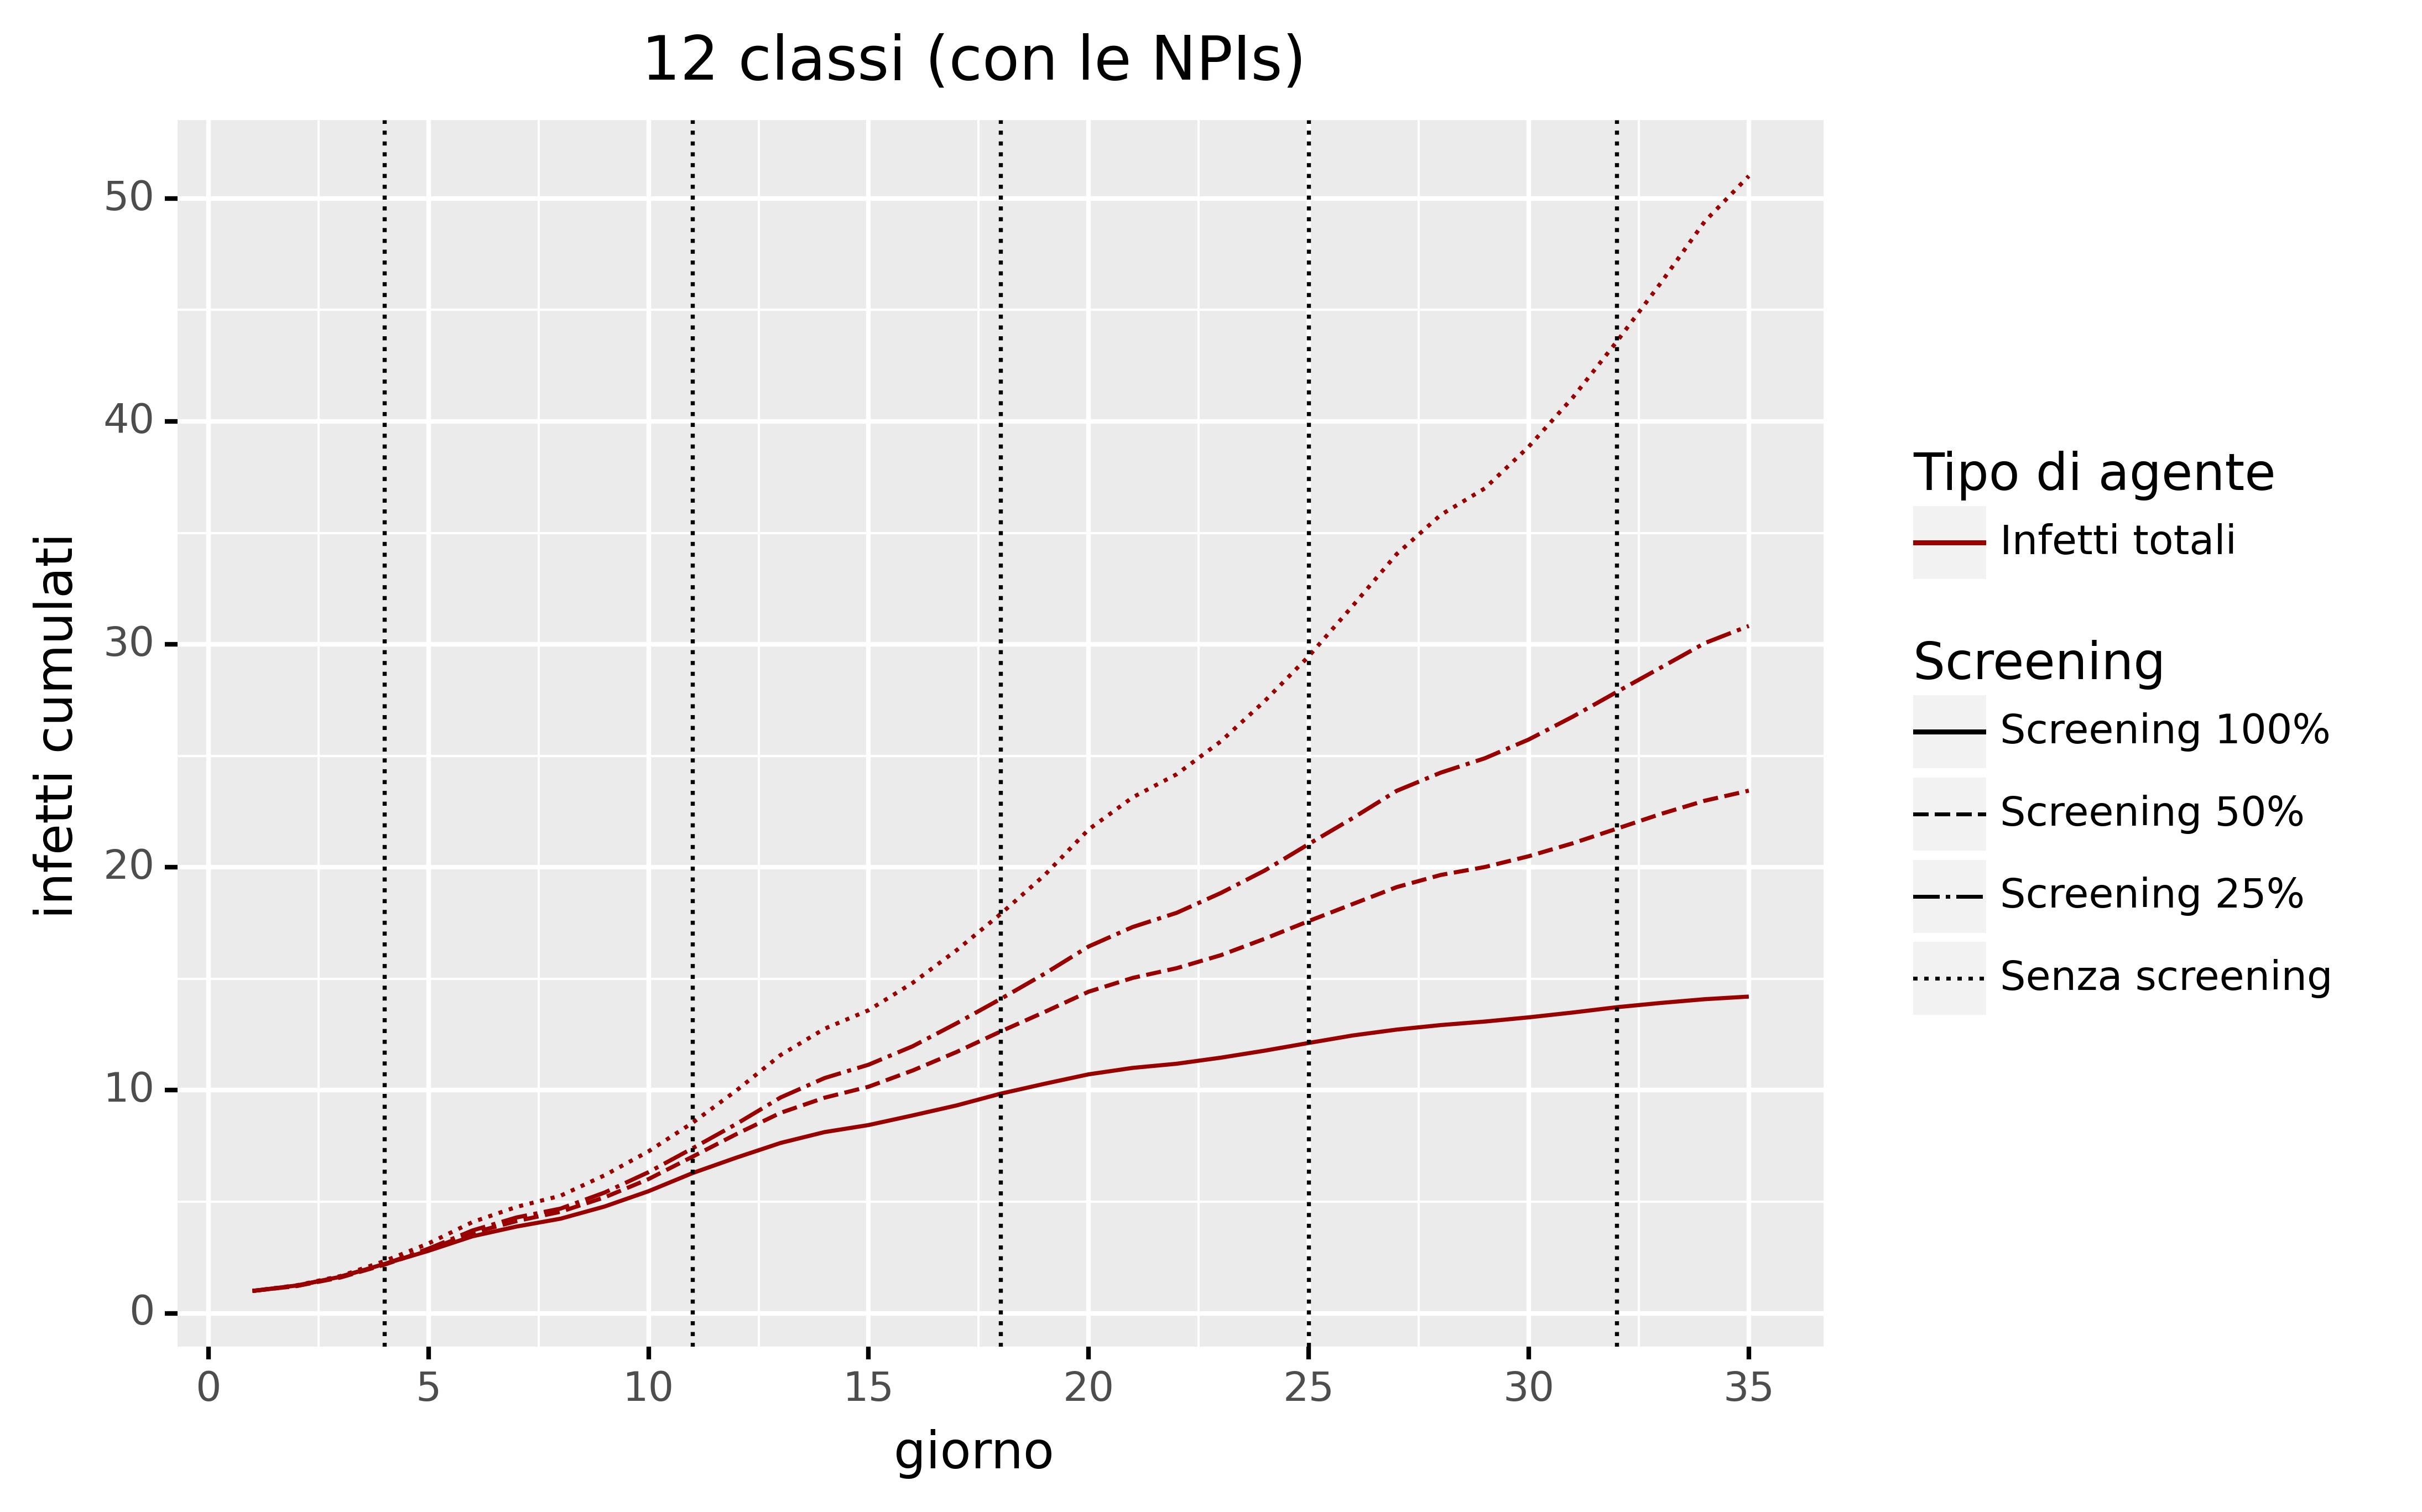 12 classi (con le NPIs)
infetti cumulati
50
40
30
20
10
0
0 5 10 15 20 25 30 35
giorno
Tipo di agente
Infetti totali
Screening
Screening 100%
Screening 50%
Screening 25%
Senza screening